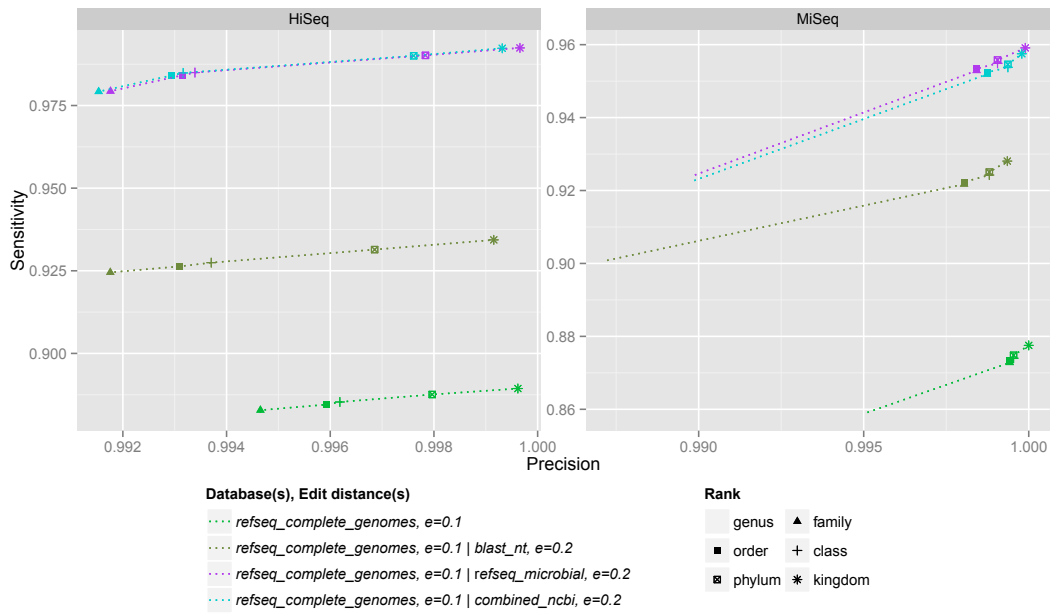 HiSeq
MiSeq
Sensitivity
0.975
0.950
0.925
0.900
0.96
0.94
0.92
0.90
0.88
0.86
0.992
0.994
0.996
0.998
1.000
0.990
0.995
1.000
Precision
Database(s), Edit distance(s)
refseq_complete_genomes, e=0.1
refseq_complete_genomes, e=0.1 | blast_nt, e=0.2
refseq_complete_genomes, e=0.1 | refseq_microbial, e=0.2
refseq_complete_genomes, e=0.1 | combined_ncbi, e=0.2
Rank
genus
family
order
class
phylum
kingdom